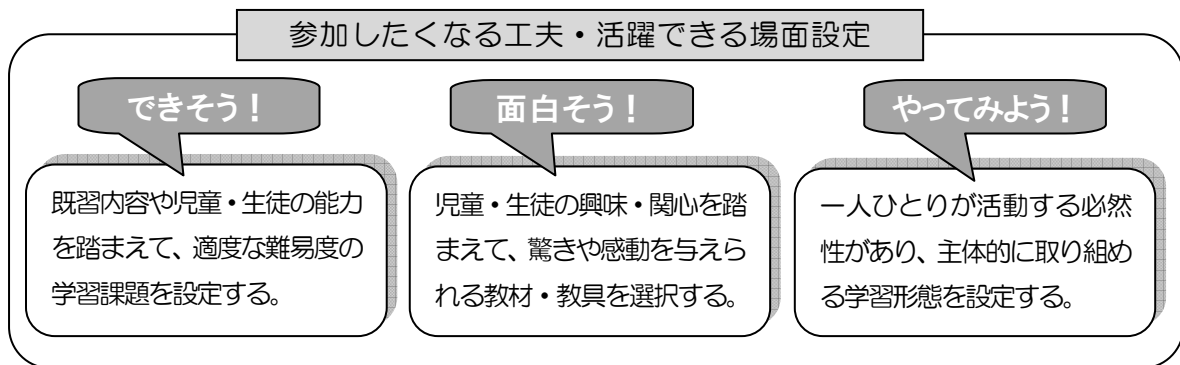 参加したくなる工夫・活躍できる場面設定
できそう！
既習内容や児童・生徒の能力
を踏まえて、適度な難易度の
学習課題を設定する。
面白そう！
児童・生徒の興味・関心を踏
まえて、驚きや感動を与えら
れる教材・教具を選択する。
やってみよう！
一人ひとりが活動する必然
性があり、主体的に取り組め
る学習形態を設定する。